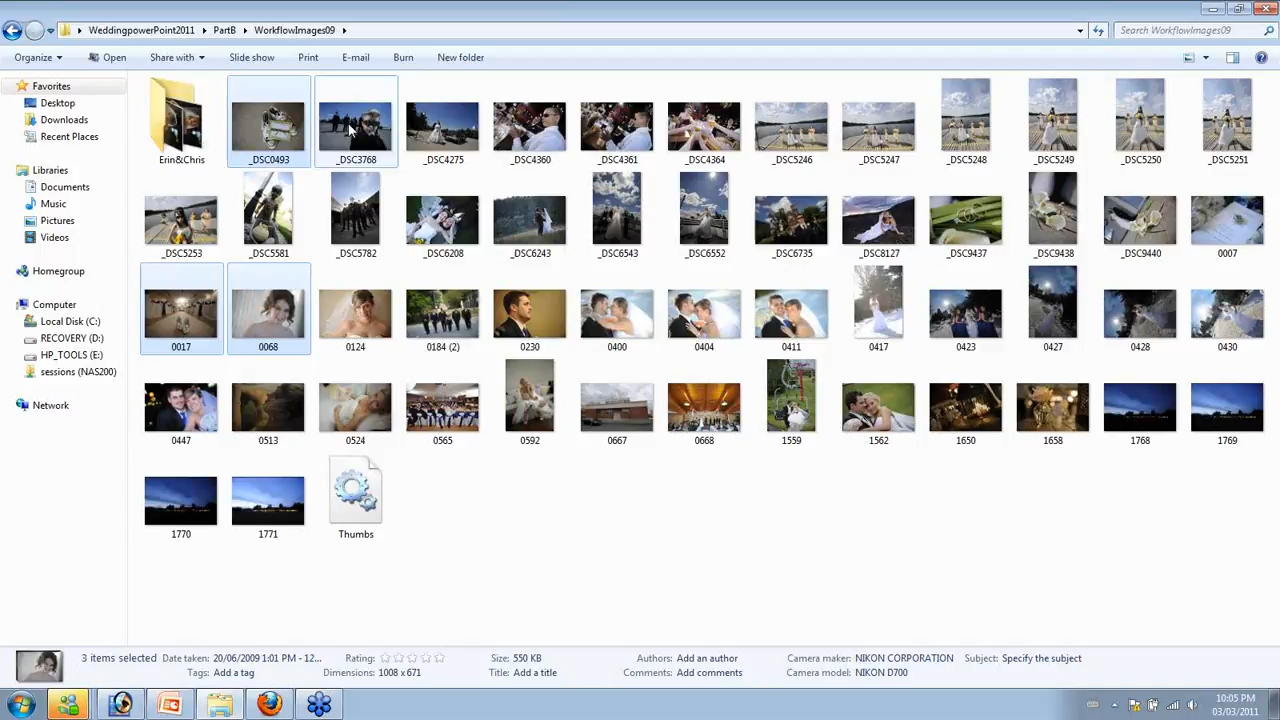 WeddingpowerPoint2011 PartB WorkflowImages09
Search WorkflowImages09
Organize Open Share with Slide show Print E-mail Burn New folder
Favorites
Desktop
Downloads
Recent Places
Libraries
Documents
Music
Pictures
Videos
Homegroup
Computer
Local Disk (C:)
RECOVERY (D:)
HP_TOOLS (E:)
sessions (NAS200)
Network
Erin&Chris _DSC0493 _DSC3768 _DSC4275 _DSC4360 _DSC4361 _DSC4364 _DSC5246 _DSC5247 _DSC5248 _DSC5249 _DSC5250 _DSC5251
_DSC5253 _DSC5581 _DSC5782 _DSC6208 _DSC6243 _DSC6543 _DSC6552 _DSC6735 _DSC8127 _DSC9437 _DSC9438 _DSC9440 0007
0017 0068 0124 0184 (2) 0230 0400 0404 0411 0417 0423 0427 0428 0430
0447 0513 0524 0565 0592 0667 0668 1559 1562 1650 1658 1768 1769
1770 1771 Thumbs
3 items selected Date taken: 20/06/2009 1:01 PM - 12... Rating: Size: 550 KB Authors: Add an author Camera maker: NIKON CORPORATION Subject: Specify the subject
Tags: Add a tag Dimensions: 1008 x 671 Title: Add a title Comments: Add comments Camera model: NIKON D700
10:05 PM
03/03/2011